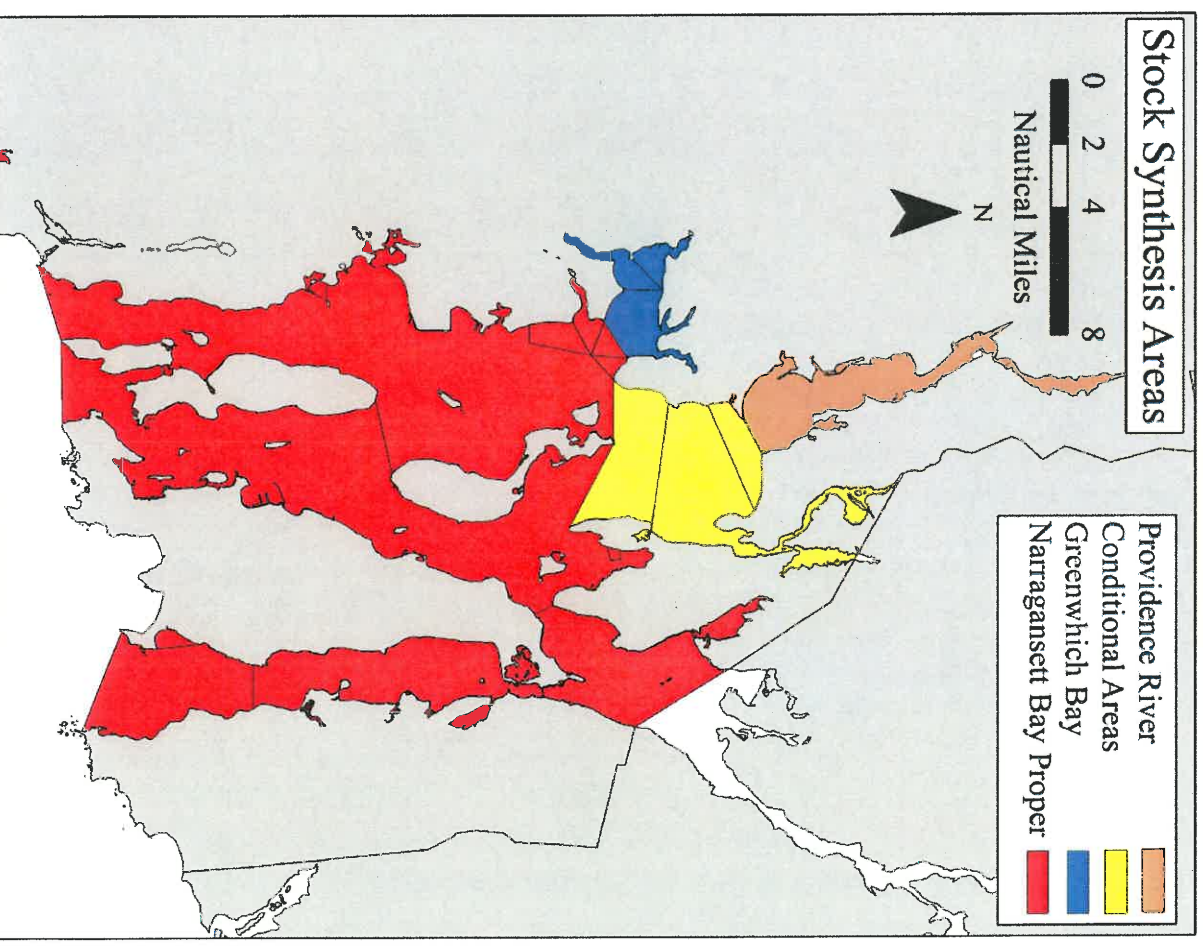 Stock Synthesis Areas
0 2 4 8
Nautical Miles
N
Providence River
Conditional Areas
Greenwhich Bay
Narragansett Bay Proper